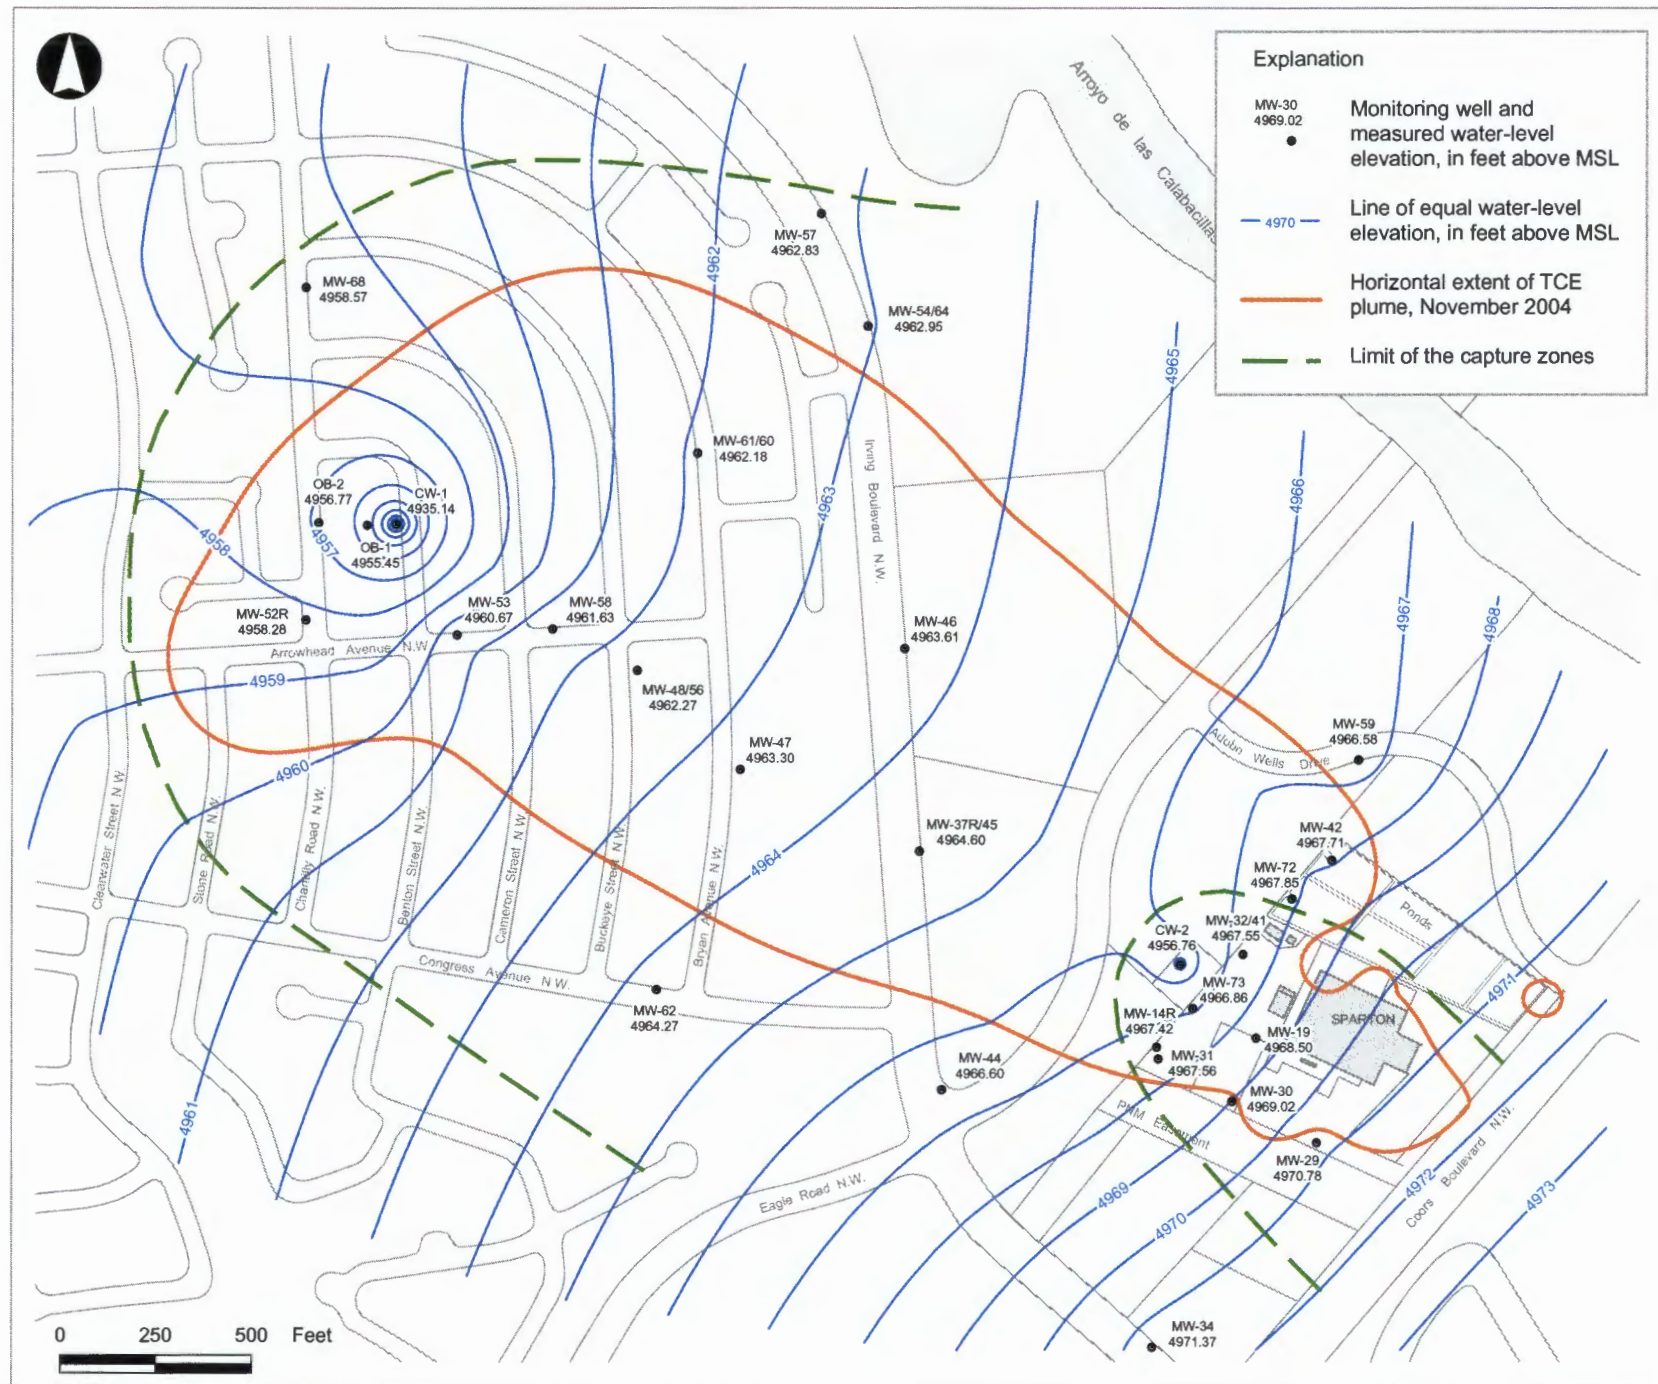 Explanation
MW-30
4969.02
Monitoring well and
measured water-level
elevation, in feet above MSL
4970
Line of equal water-level
elevation, in feet above MSL
Horizontal extent of TCE
plume, November 2004
Limit of the capture zones
Arroyo de las Calabacillas
MW-57
4962.83
4962
MW-68
4958.57
MW-54/64
4962.95
4965
MW-61/60
4962.18
Irving Boulevard N.W.
4963
4966
OB-2
4956.77
CW-1
4935.14
4957
OB-1
4955.45
4958
MW-52R
4958.28
MW-53
4960.67
MW-58
4961.63
MW-46
4963.61
4967
4968
Arrowhead Avenue N.W.
4959
MW-48/56
4962.27
MW-47
4963.30
MW-59
4966.58
Adobe Wells Drive
4960
Clearwater Street N.W.
Stone Road N.W.
Chantilly Road N.W.
Benton Street N.W.
Cameron Street N.W.
Buckeye Street N.W.
Bryan Avenue N.W.
4964
MW-37R/45
4964.60
MW-42
4967.71
MW-72
4967.85
Ponds
MW-32/41
4967.55
CW-2
4956.76
Congress Avenue N.W.
MW-62
4964.27
MW-73
4966.86
4971
MW-14R
4967.42
SPARTON
MW-19
4968.50
MW-31
4967.56
MW-44
4966.60
MW-30
4969.02
PNM Easement
4961
MW-29
4970.78
4972
Coors Boulevard N.W.
4973
Eagle Road N.W.
4969
4970
MW-34
4971.37
0 250 500 Feet